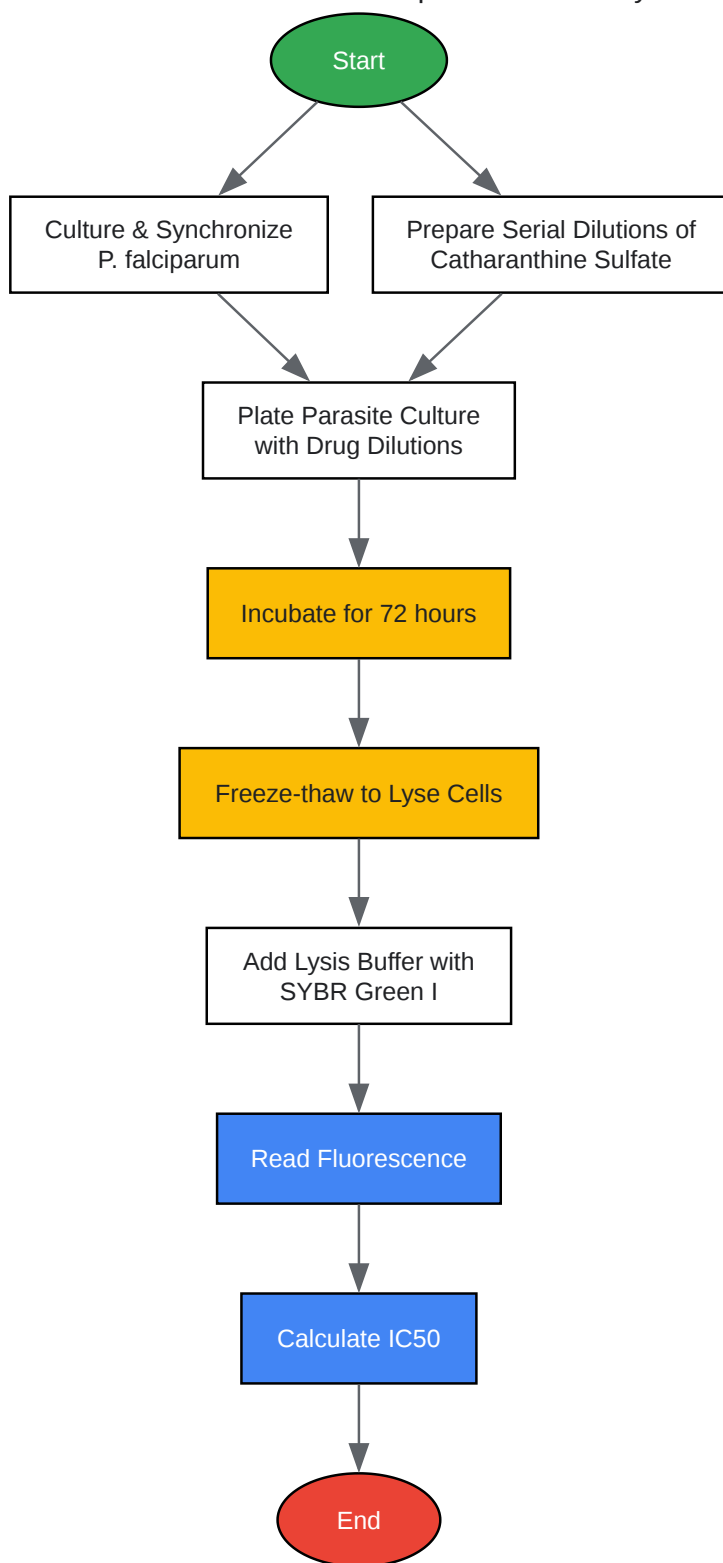 Start
Culture & Synchronize
P. falciparum
Prepare Serial Dilutions of
Catharanthine Sulfate
Plate Parasite Culture
with Drug Dilutions
Incubate for 72 hours
Freeze-thaw to Lyse Cells
Add Lysis Buffer with
SYBR Green I
Read Fluorescence
Calculate IC50
End